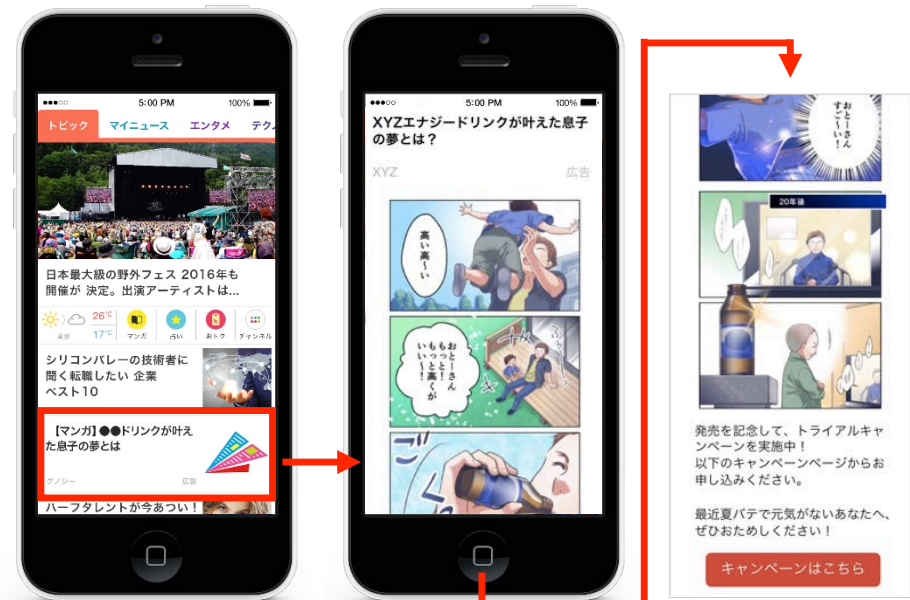 5:00 PM
100%
トピック
マイニュース
エンタメ
テク
日本最大級の野外フェス 2016年も
開催が 決定。出演アーティストは...
26℃
17℃
東京
マンガ
占い
おトク
チャンネル
シリコンバレーの技術者に
聞く転職したい 企業
ベスト10
【マンガ】●●ドリンクが叶え
た息子の夢とは
グノシー
広告
ハーフタレントが今あつい!
5:00 PM
100%
XYZエナジードリンクが叶えた息子
の夢とは?
XYZ
広告
高い高〜い
おとーさん
もっと!
もっと高くが
いい〜!
ご
おとーさん
すご〜い!
20年後
発売を記念して、トライアルキャ
ンペーンを実施中!
以下のキャンペーンページからお
申し込みください。
最近夏バテで元気がないあなたへ、
ぜひおためしください!
キャンペーンはこちら